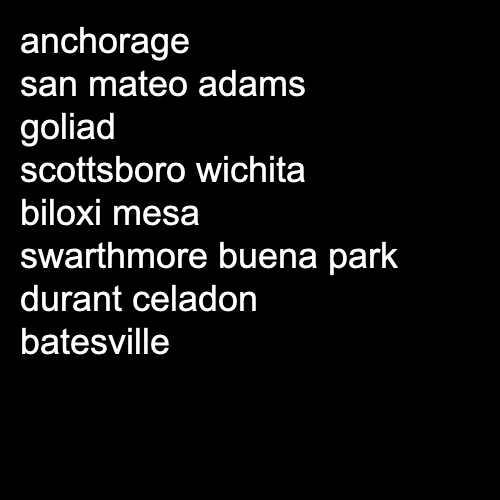 anchorage
san mateo adams
goliad
scottsboro wichita
biloxi mesa
swarthmore buena park
durant celadon
batesville